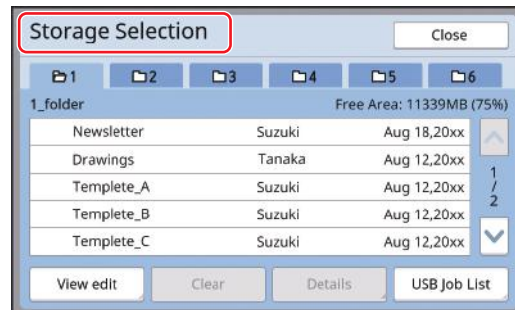 Storage Selection
Close
1 2 3 4 5 6
1_folder Free Area: 11339MB (75%)
Newsletter Suzuki Aug 18,20xx
Drawings Tanaka Aug 12,20xx
Templete_A Suzuki Aug 12,20xx
Templete_B Suzuki Aug 12,20xx
Templete_C Suzuki Aug 12,20xx
1
/
2
View edit Clear Details USB Job List